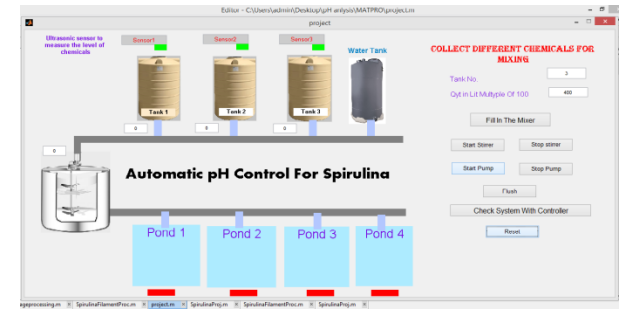 Editor - C:\Users\admin\Desktop\pH anlysis\MATPRO\project.m
project
Ultrasonic sensor to
measure the level of
chemicals
Sensor1
Sensor2
Sensor3
Water Tank
COLLECT DIFFERENT CHEMICALS FOR
MIXING
Tank No.
3
Qyt in Lit Multyple Of 100
400
Tank 1
Tank 2
Tank 3
0
0
0
Fill In The Mixer
0
Start Stirrer
Stop stirrer
Automatic pH Control For Spirulina
Start Pump
Stop Pump
Flush
Check System With Controller
Reset
Pond 1
Pond 2
Pond 3
Pond 4
ageprocessing.m
SpirulinaFilamentProc.m
project.m
SpirulinaProj.m
SpirulinaFilamentProc.m
SpirulinaProj.m